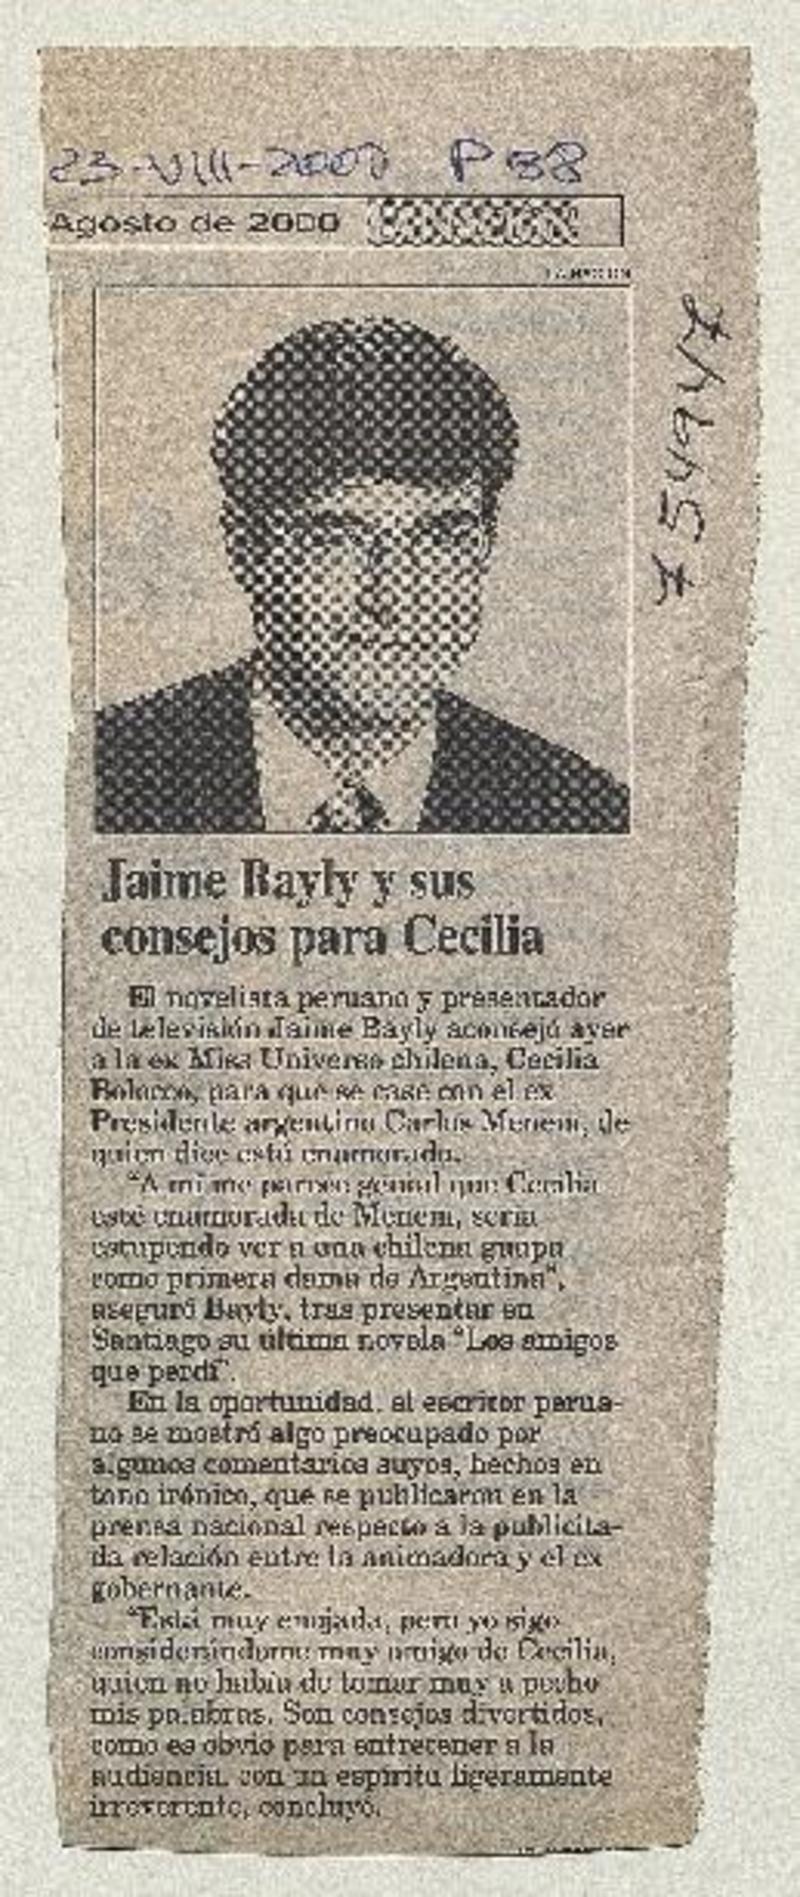 23-VIII-2000 P 38
Agosto de 2000 LA NACION
LA NACION
Jaime Bayly y sus
consejos para Cecilia
El novelista peruano y presentador
de televisión Jaime Bayly aconsejó ayer
a la ex Miss Universo chilena, Cecilia
Bolocco, para que se case con el ex
Presidente argentino Carlos Menem, de
quien dice está enamorado.
“A mí me parece genial que Cecilia
esté enamorada de Menem, sería
estupendo ver a una chilena guapa
como primera dama de Argentina”,
aseguró Bayly, tras presentar en
Santiago su última novela “Los amigos
que perdí”.
En la oportunidad, el escritor perua-
no se mostró algo preocupado por
algunos comentarios suyos, hechos en
tono irónico, que se publicaron en la
prensa nacional respecto a la publicita-
da relación entre la animadora y el ex
gobernante.
“Está muy enojada, pero yo sigo
considerándome muy amigo de Cecilia,
quien no había de tomar muy a pecho
mis palabras. Son consejos divertidos,
como es obvio para entretener a la
audiencia, con un espíritu ligeramente
irreverente, concluyó.